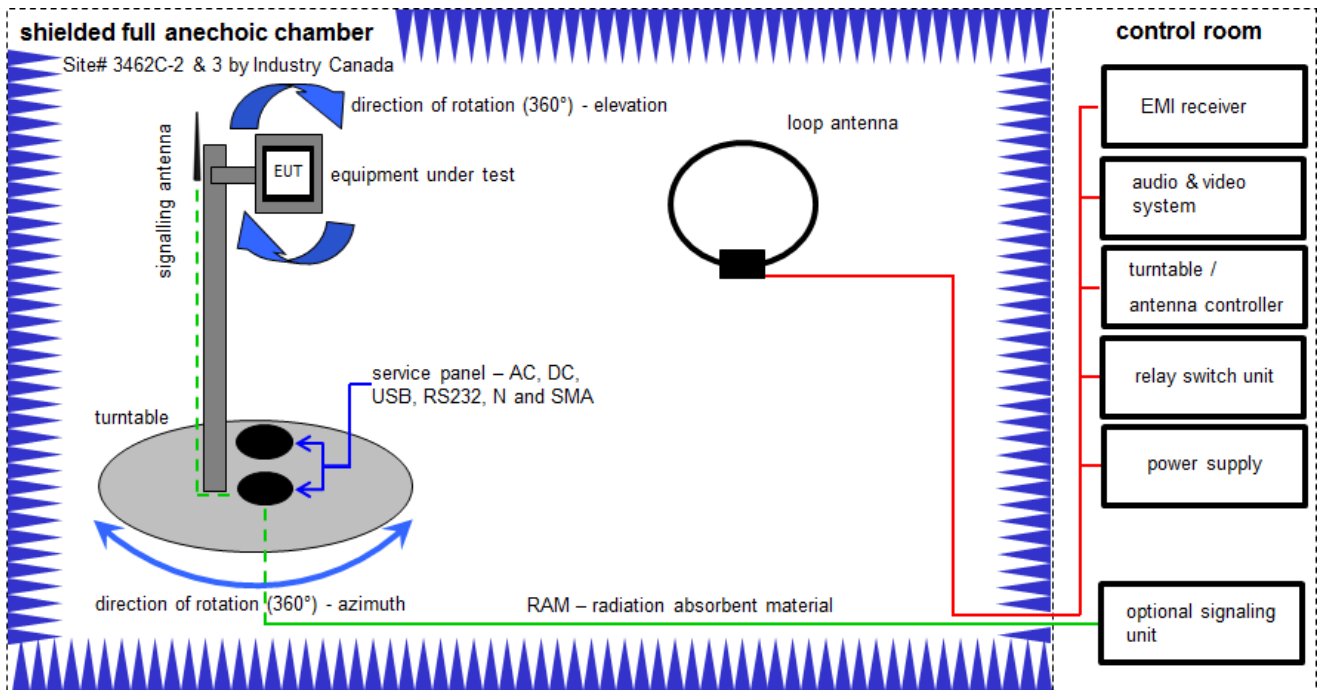 shielded full anechoic chamber
Site# 3462C-2 & 3 by Industry Canada
direction of rotation (360°) - elevation
signalling antenna
EUT
equipment under test
loop antenna
service panel – AC, DC,
USB, RS232, N and SMA
turntable
direction of rotation (360°) - azimuth
RAM – radiation absorbent material
control room
EMI receiver
audio & video
system
turntable /
antenna controller
relay switch unit
power supply
optional signaling
unit